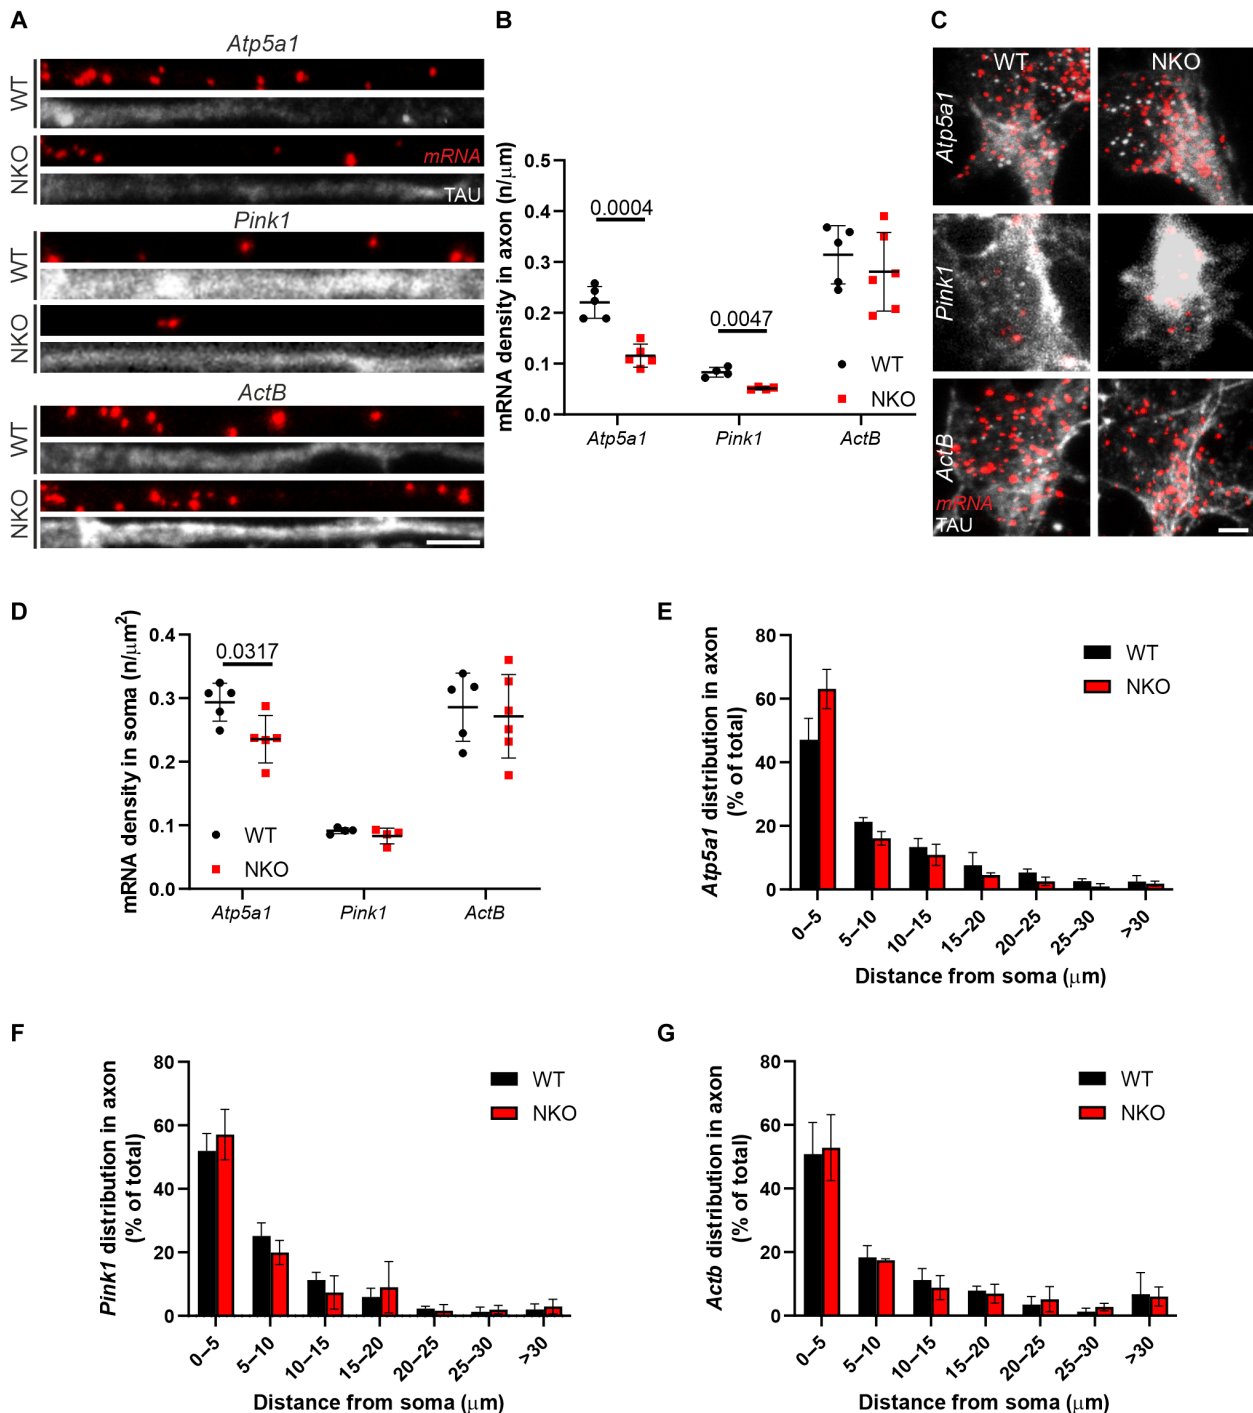 A
Atp5a1
WT
NKO
mRNA
TAU
Pink1
WT
NKO
ActB
WT
NKO
B
mRNA density in axon (n/μm)
0.5
0.4
0.3
0.2
0.1
0.0
0.0004
0.0047
WT
NKO
Atp5a1
Pink1
ActB
C
WT
NKO
Atp5a1
Pink1
ActB
mRNA
TAU
D
mRNA density in soma (n/μm²)
0.4
0.3
0.2
0.1
0.0
0.0317
WT
NKO
Atp5a1
Pink1
ActB
E
Atp5a1 distribution in axon
(% of total)
80
60
40
20
0
WT
NKO
0–5
5–10
10–15
15–20
20–25
25–30
>30
Distance from soma (μm)
F
Pink1 distribution in axon
(% of total)
80
60
40
20
0
WT
NKO
0–5
5–10
10–15
15–20
20–25
25–30
>30
Distance from soma (μm)
G
Actb distribution in axon
(% of total)
80
60
40
20
0
WT
NKO
0–5
5–10
10–15
15–20
20–25
25–30
>30
Distance from soma (μm)